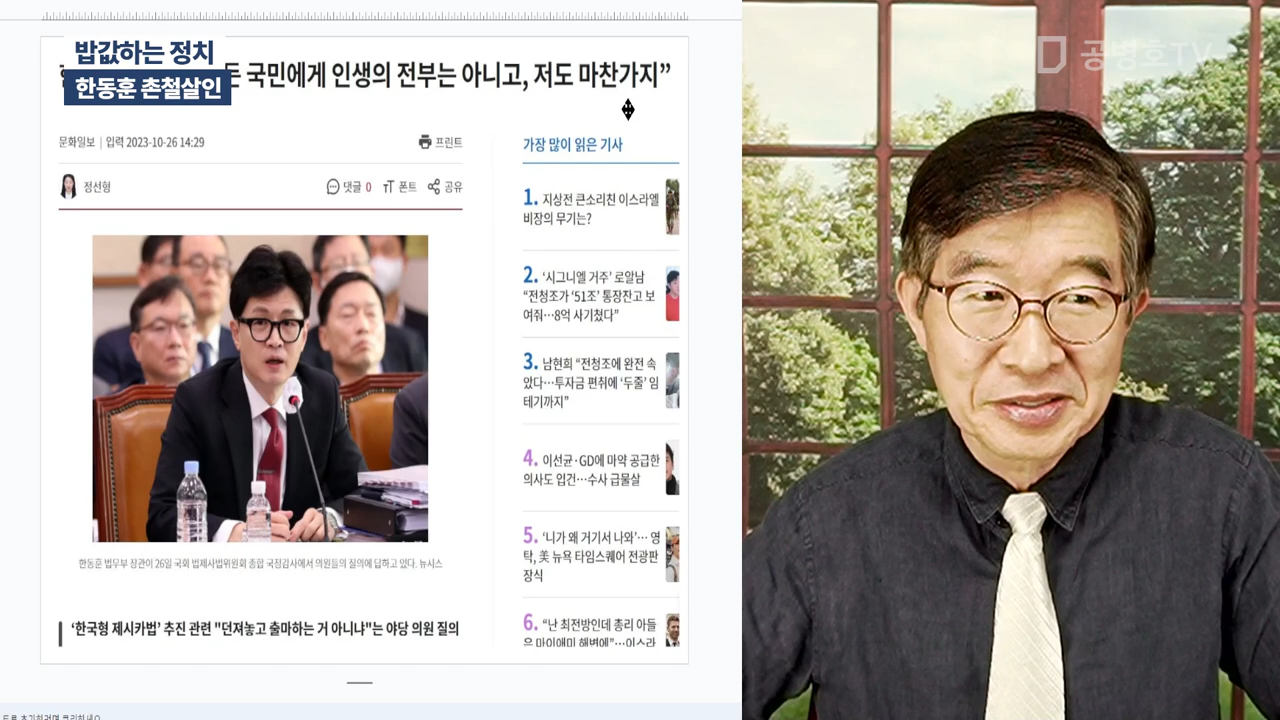 밥값하는 정치
한동훈 촌철살인
든 국민에게 인생의 전부는 아니고, 저도 마찬가지”
공병호TV
문화일보 | 입력 2023-10-26 14:29
프린트
정선형
댓글 0
폰트
공유
한동훈 법무부 장관이 26일 국회 법제사법위원회 종합 국정감사에서 의원들의 질의에 답하고 있다. 뉴시스
‘한국형 제시카법’ 추진 관련 "던져놓고 출마하는 거 아니냐"는 야당 의원 질의
가장 많이 읽은 기사
1. 지상전 큰소리친 이스라엘
비장의 무기는?
2. ‘시그니엘 거주’ 로알남
“전청조가 ‘51조’ 통장잔고 보
여줘…8억 사기쳤다”
3. 남현희 “전청조에 완전 속
았다…투자금 편취에 ‘두줄’ 임
테기까지”
4. 이선균·GD에 마약 공급한
의사도 입건…수사 급물살
5. ‘니가 왜 거기서 나와’… 영
탁, 美 뉴욕 타임스퀘어 전광판
장식
6. “난 최전방인데 총리 아들
은 마이애미 해변에”…이스라